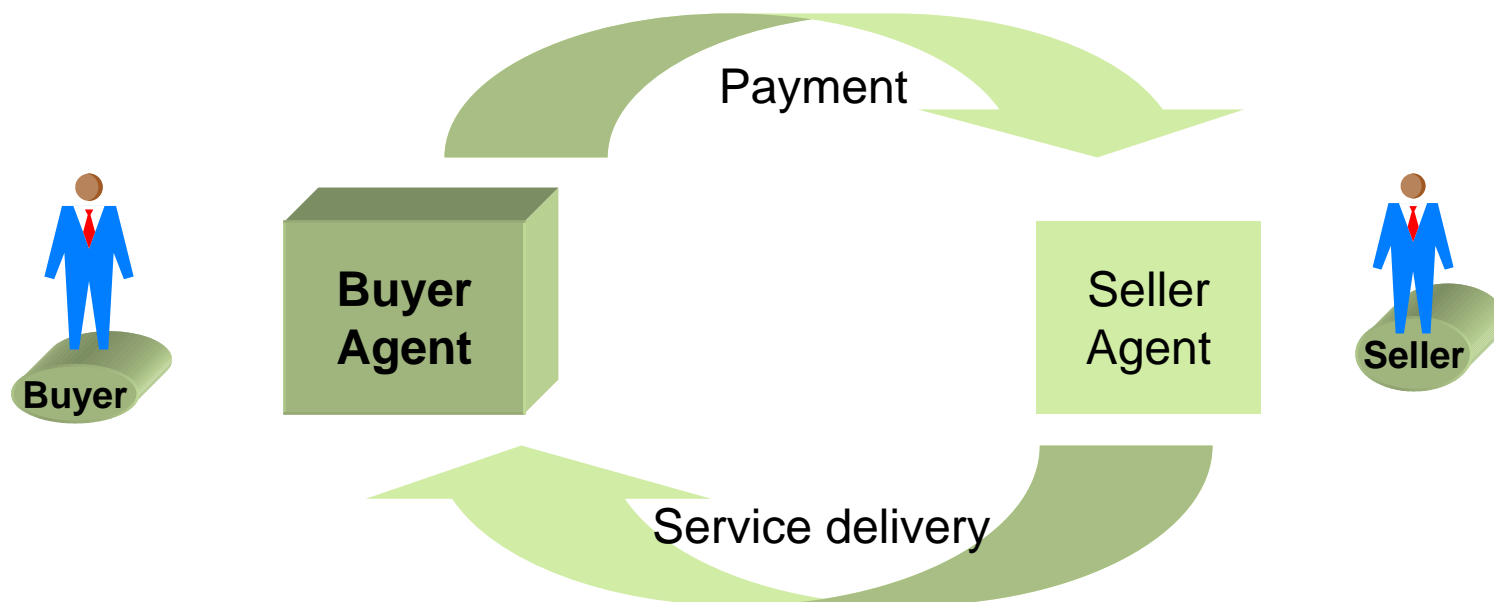 Payment
Buyer
Agent
Seller
Agent
Buyer
Seller
Service delivery